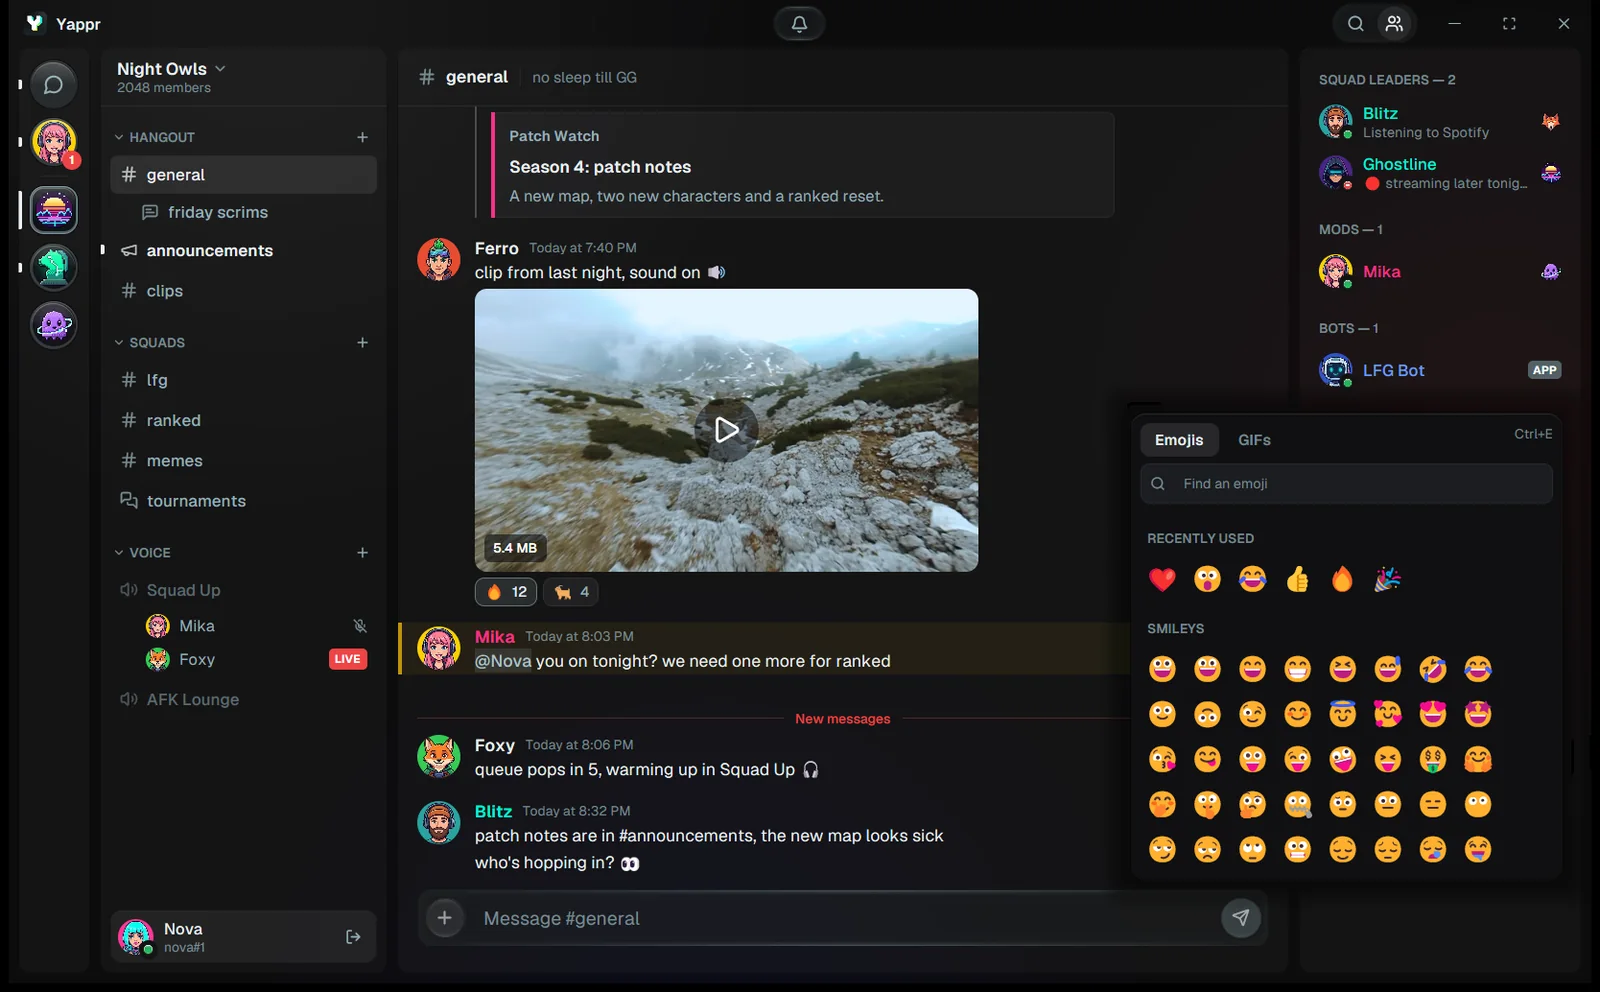 Yappr
Night Owls
2048 members
HANGOUT
general
friday scrims
announcements
clips
SQUADS
lfg
ranked
memes
tournaments
VOICE
Squad Up
Mika
Foxy
LIVE
AFK Lounge
Nova
nova#1
1
# general
no sleep till GG
Patch Watch
Season 4: patch notes
A new map, two new characters and a ranked reset.
Ferro Today at 7:40 PM
clip from last night, sound on 🔊
5.4 MB
🔥 12 🐐 4
Mika Today at 8:03 PM
@Nova you on tonight? we need one more for ranked
New messages
Foxy Today at 8:06 PM
queue pops in 5, warming up in Squad Up 🎧
Blitz Today at 8:32 PM
patch notes are in #announcements, the new map looks sick
who's hopping in? 👀
Message #general
SQUAD LEADERS — 2
Blitz
Listening to Spotify
Ghostline
🔴 streaming later tonig...
MODS — 1
Mika
BOTS — 1
LFG Bot APP
Emojis GIFs Ctrl+E
Find an emoji
RECENTLY USED
SMILEYS